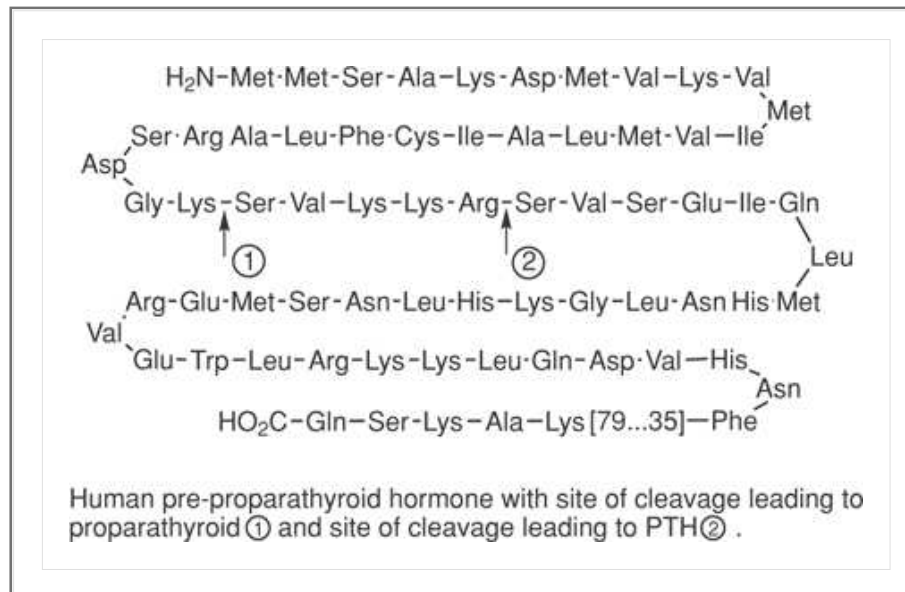 H₂N–Met·Met–Ser–Ala–Lys–Asp·Met–Val–Lys–Val
Met
Ser·Arg Ala–Leu–Phe–Cys–Ile–Ala–Leu–Met–Val–Ile
Asp
Gly-Lys–Ser–Val–Lys–Lys Arg–Ser–Val–Ser–Glu–Ile–Gln
① ②
Leu
Arg–Glu–Met–Ser–Asn–Leu–His–Lys–Gly–Leu–Asn His·Met
Val
Glu–Trp–Leu–Arg–Lys–Lys–Leu·Gln–Asp·Val–His
Asn
HO₂C–Gln–Ser–Lys–Ala–Lys[79...35]–Phe
Human pre-proparathyroid hormone with site of cleavage leading to
proparathyroid① and site of cleavage leading to PTH② .